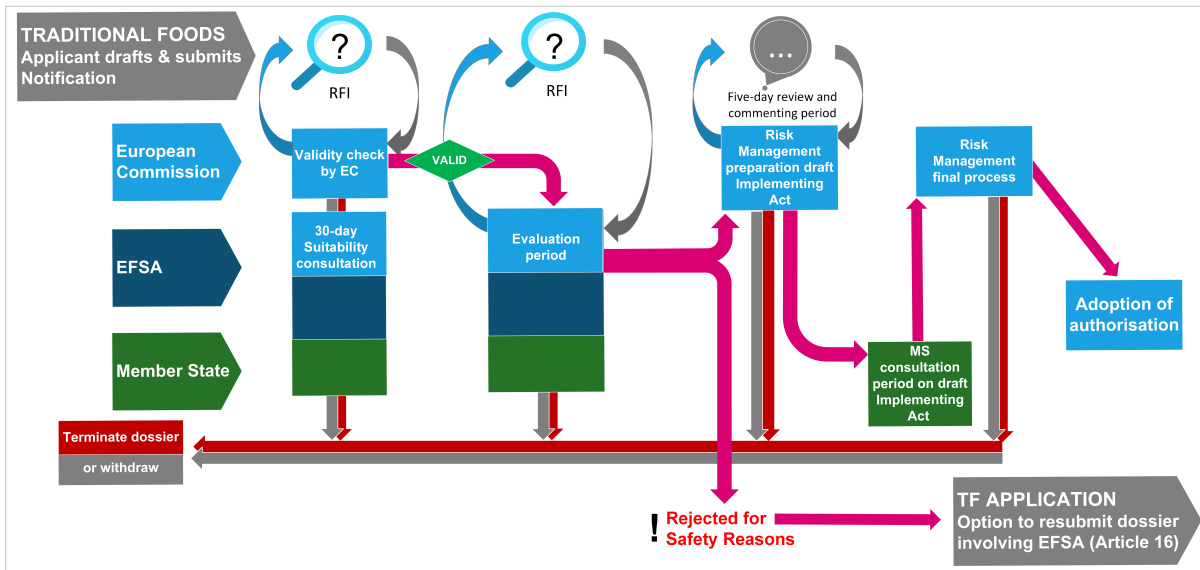 TRADITIONAL FOODS
Applicant drafts & submits
Notification
?
RFI
?
RFI
...
Five-day review and
commenting period
European
Commission
Validity check
by EC
VALID
Risk
Management
preparation draft
Implementing
Act
Risk
Management
final process
EFSA
30-day
Suitability
consultation
Evaluation
period
Adoption of
authorisation
Member State
MS
consultation
period on draft
Implementing
Act
Terminate dossier
or withdraw
! Rejected for
Safety Reasons
TF APPLICATION
Option to resubmit dossier
involving EFSA (Article 16)